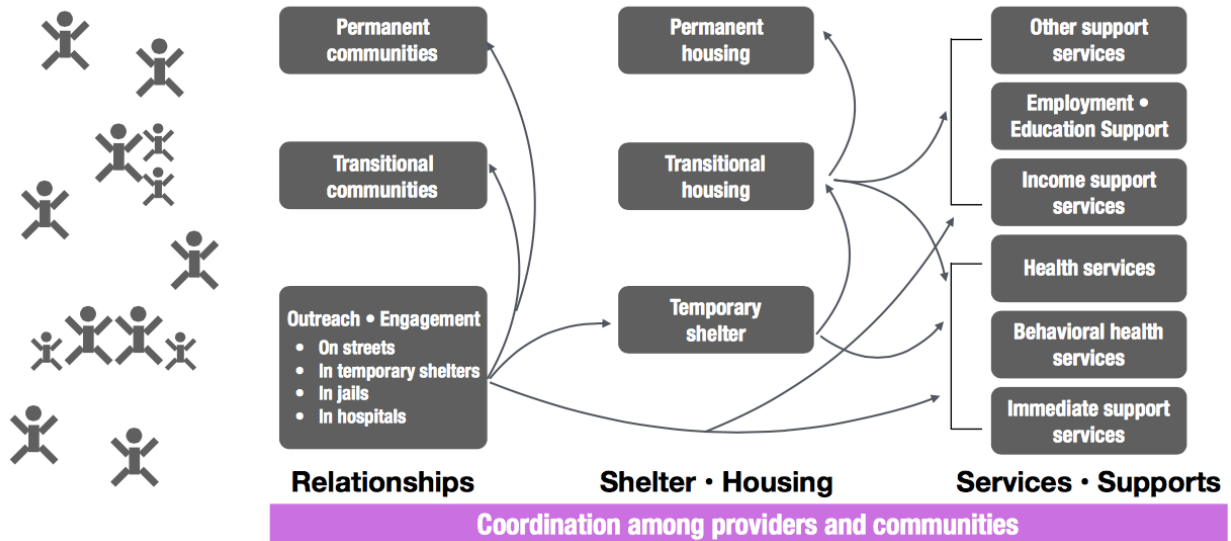 Permanent
communities
Permanent
housing
Other support
services
Employment •
Education Support
Transitional
communities
Transitional
housing
Income support
services
Health services
Outreach • Engagement
• On streets
• In temporary shelters
• In jails
• In hospitals
Temporary
shelter
Behavioral health
services
Immediate support
services
Relationships
Shelter • Housing
Services • Supports
Coordination among providers and communities